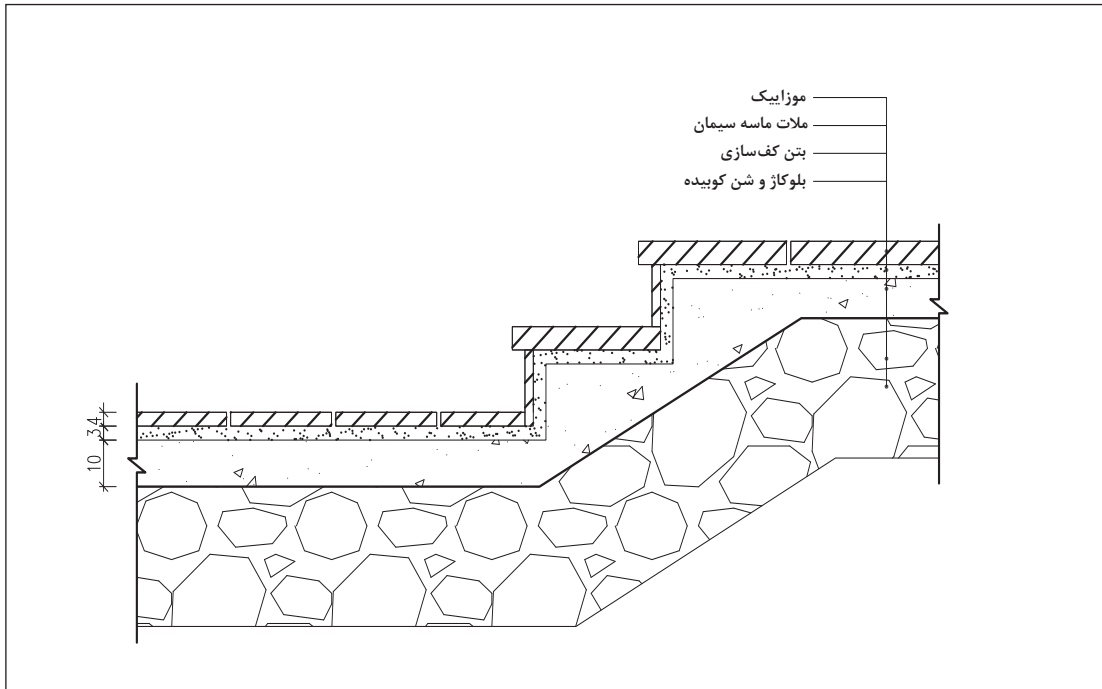 موزاییک
ملات ماسه سیمان
بتن کف‌سازی
بلوکاژ و شن کوبیده
4
3
10